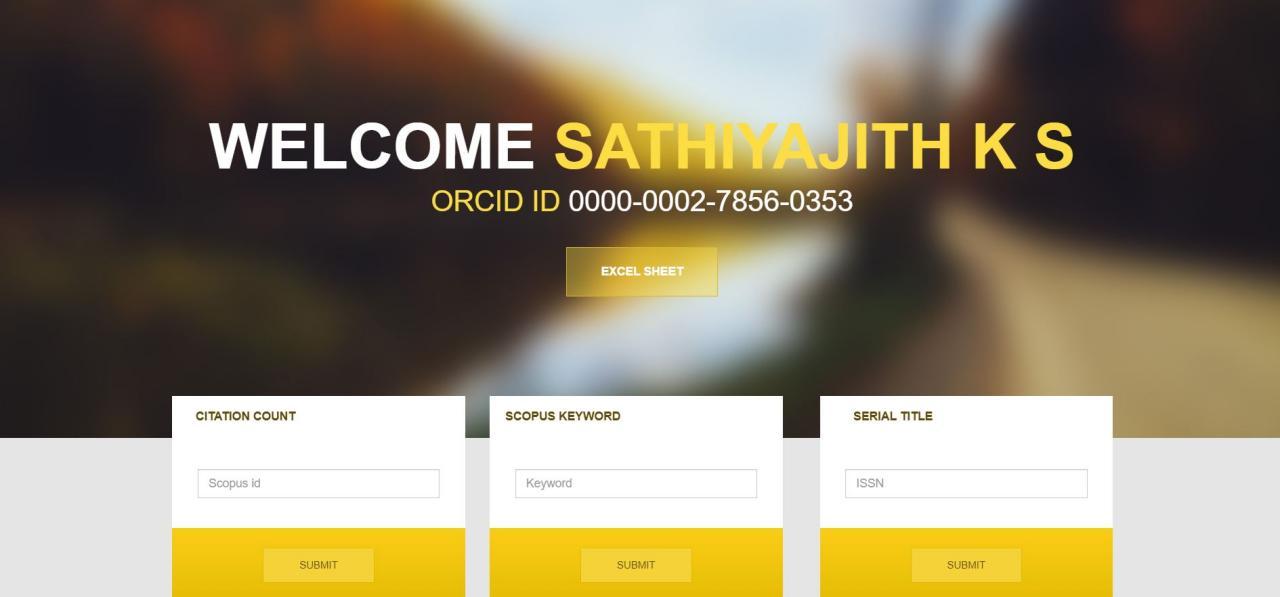 WELCOME SATHIYAJITH K S
ORCID ID 0000-0002-7856-0353
EXCEL SHEET
CITATION COUNT
Scopus id
SUBMIT
SCOPUS KEYWORD
Keyword
SUBMIT
SERIAL TITLE
ISSN
SUBMIT